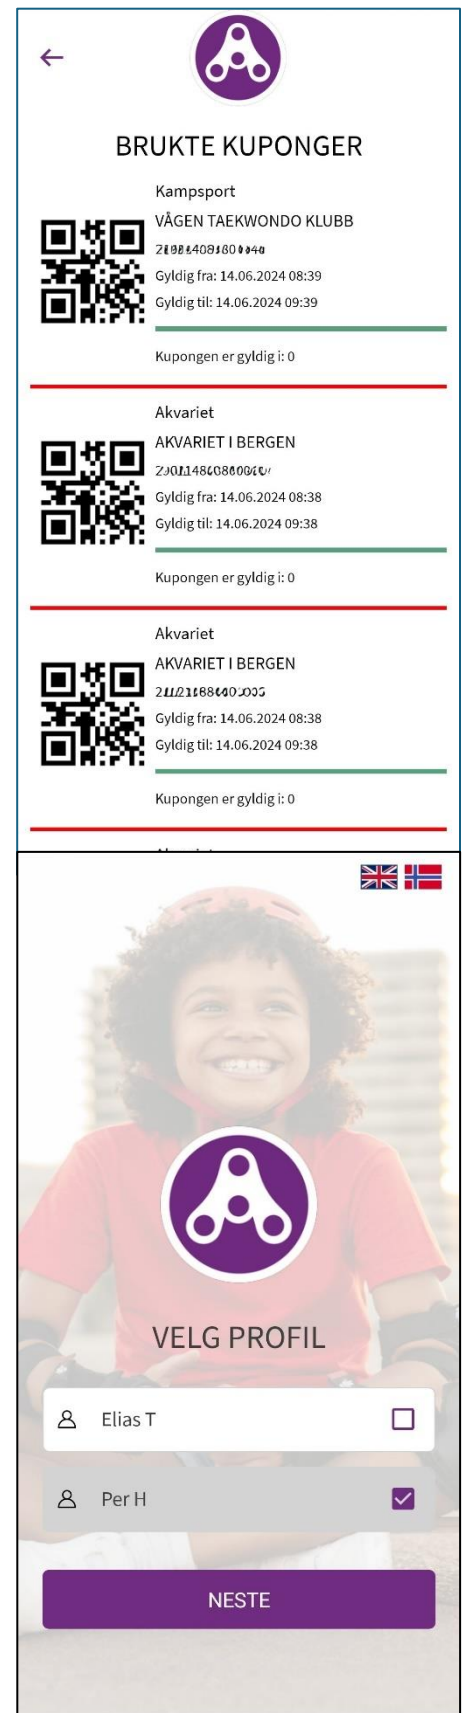 BRUKTE KUPONGER
Kampsport
VÅGEN TAEKWONDO KLUBB
Gyldig fra: 14.06.2024 08:39
Gyldig til: 14.06.2024 09:39
Kupongen er gyldig i: 0
Akvariet
AKVARIET I BERGEN
Gyldig fra: 14.06.2024 08:38
Gyldig til: 14.06.2024 09:38
Kupongen er gyldig i: 0
Akvariet
AKVARIET I BERGEN
Gyldig fra: 14.06.2024 08:38
Gyldig til: 14.06.2024 09:38
Kupongen er gyldig i: 0
VELG PROFIL
Elias T
Per H
NESTE